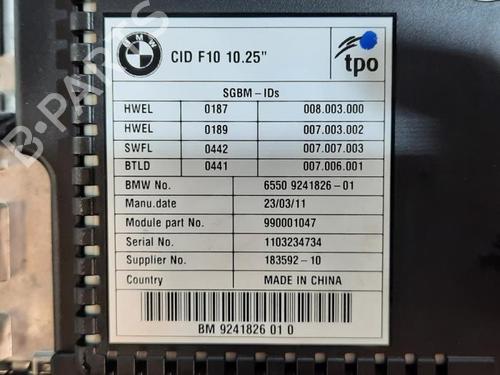 BMW
CID F10 10.25"
tpo
SGBM-IDs
HWEL 0187 008.003.000
HWEL 0189 007.003.002
SWFL 0442 007.007.003
BTLD 0441 007.006.001
BMW No. 6550 9241826-01
Manu.date 23/03/11
Module part No. 990001047
Serial No. 1103234734
Supplier No. 183592-10
Country MADE IN CHINA
BM 9241826 01 0
B-PARTS